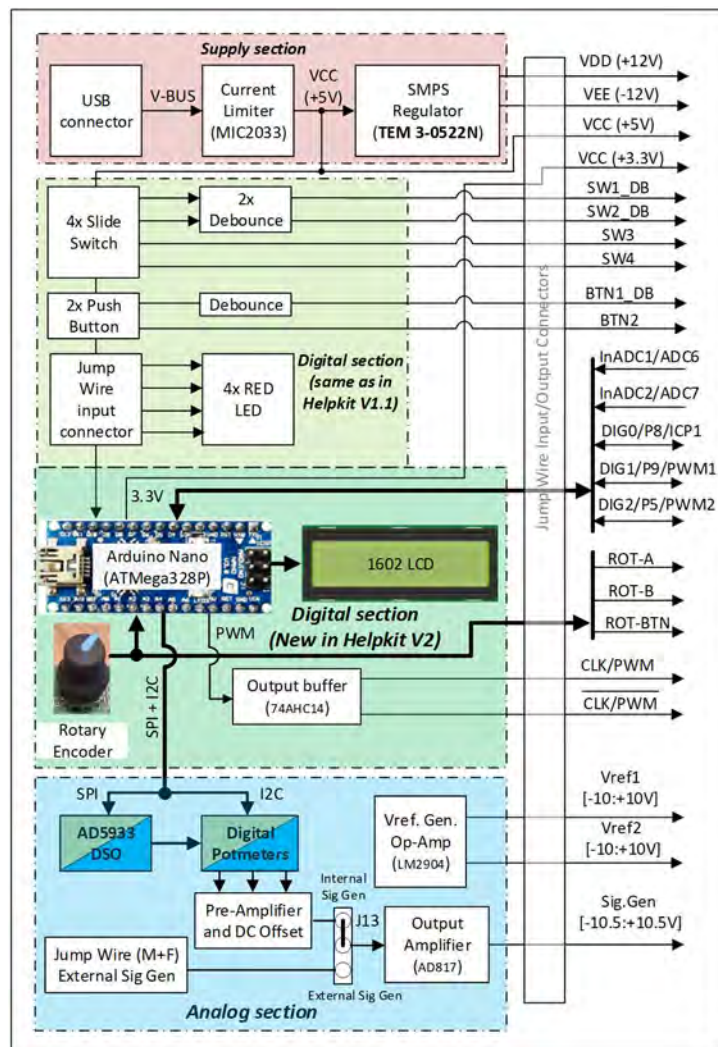 Supply section
USB
connector
V-BUS
Current
Limiter
(MIC2033)
VCC
(+5V)
SMPS
Regulator
(TEM 3-0522N)
VDD (+12V)
VEE (-12V)
VCC (+5V)
VCC (+3.3V)
4x Slide
Switch
2x
Debounce
SW1_DB
SW2_DB
SW3
SW4
2x Push
Button
Debounce
BTN1_DB
BTN2
Jump
Wire
input
connector
4x RED
LED
Digital section
(same as in
Helpkit V1.1)
Jump Wire Input/Output Connectors
InADC1/ADC6
InADC2/ADC7
DIG0/P8/ICP1
DIG1/P9/PWM1
DIG2/P5/PWM2
3.3V
Arduino Nano
(ATMega328P)
1602 LCD
Digital section
(New in Helpkit V2)
ROT-A
ROT-B
ROT-BTN
Rotary
Encoder
SPI + I2C
PWM
Output buffer
(74AHC14)
CLK/PWM
CLK/PWM
SPI
I2C
AD5933
DSO
Digital
Potmeters
Vref. Gen.
Op-Amp
(LM2904)
Vref1
[-10:+10V]
Vref2
[-10:+10V]
Pre-Amplifier
and DC Offset
Internal
Sig Gen
J13
Output
Amplifier
(AD817)
Sig.Gen
[-10.5:+10.5V]
Jump Wire (M+F)
External Sig Gen
External Sig Gen
Analog section